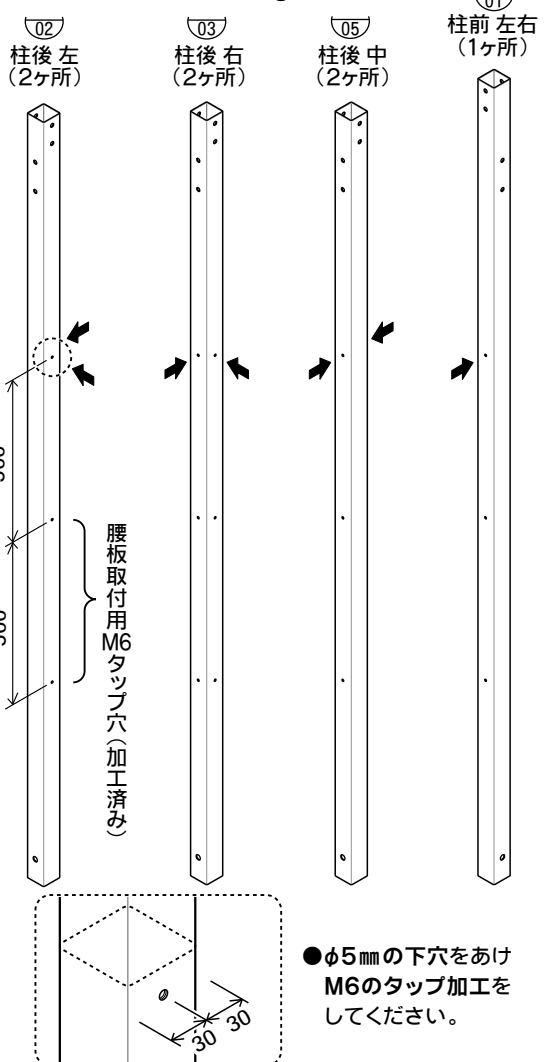 02
柱後 左
（2ヶ所）
03
柱後 右
（2ヶ所）
05
柱後 中
（2ヶ所）
01
柱前 左右
（1ヶ所）
腰板取付用M6タップ穴（加工済み）
30
30
●φ5㎜の下穴をあけ
M6のタップ加工を
してください。